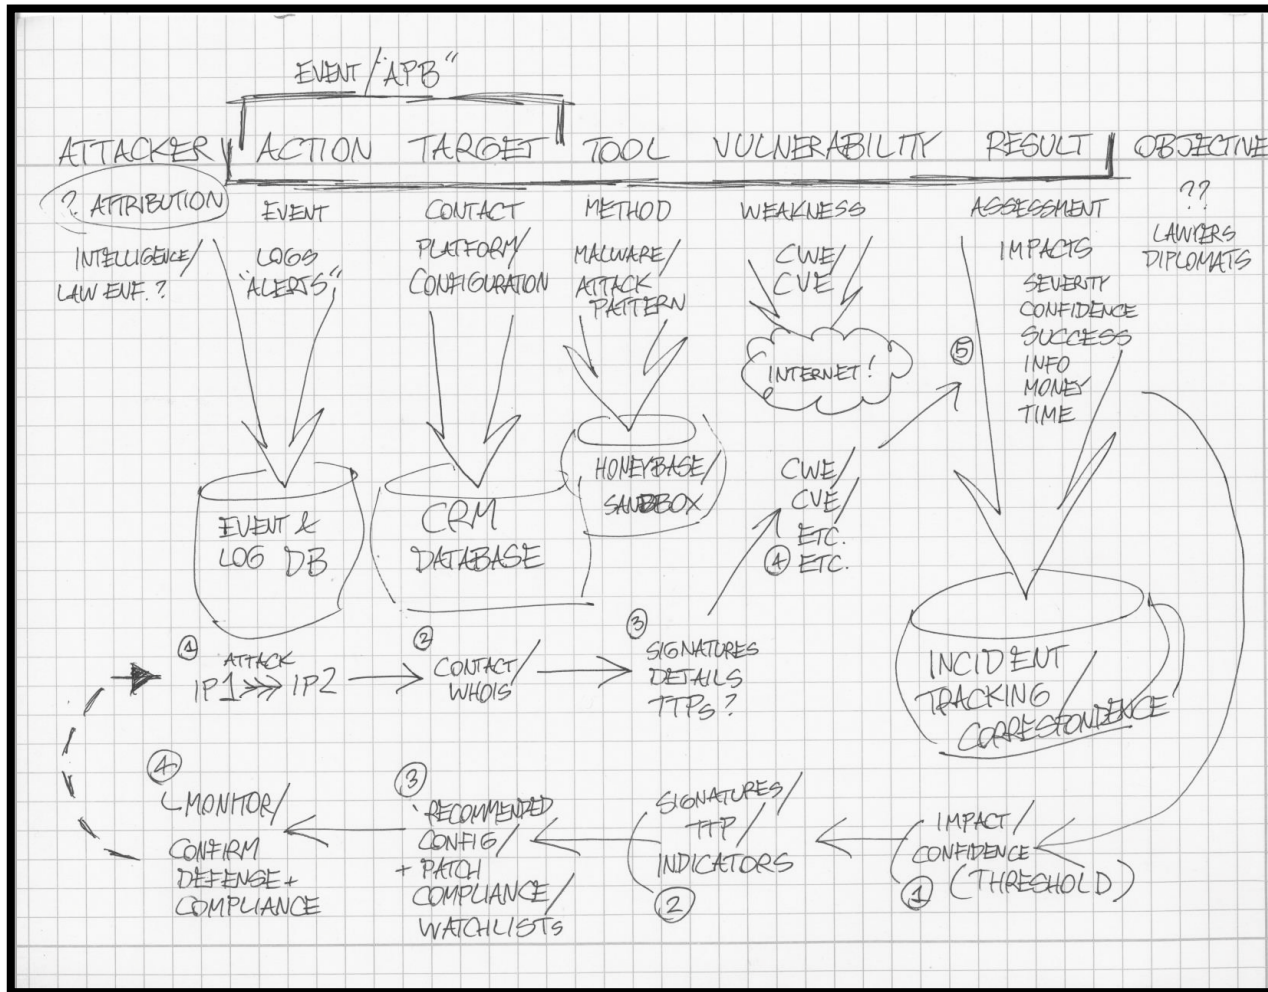 EVENT / "APB"
ATTACKER ACTION TARGET TOOL VULNERABILITY RESULT OBJECTIVE
? ATTRIBUTION
INTELLIGENCE/
LAW ENF. ?
EVENT
LOGS
"ALERTS"
CONTACT
PLATFORM/
CONFIGURATION
METHOD
MALWARE/
ATTACK
PATTERN
WEAKNESS
CWE/
CVE
INTERNET!
ASSESSMENT
IMPACTS
SEVERITY
CONFIDENCE
SUCCESS
INFO
MONEY
TIME
??
LAWYERS
DIPLOMATS
EVENT &
LOG DB
CRM
DATABASE
HONEYBASE/
SANDBOX
INCIDENT
TRACKING/
CORRESPONDENCE
1
ATTACK
IP1 >>> IP2
2
CONTACT/
WHOIS
3
SIGNATURES
DETAILS
TTPS?
CWE/
CVE/
ETC.
4 ETC.
5
IMPACT/
CONFIDENCE
1 (THRESHOLD)
SIGNATURES/
TTP/
INDICATORS
2
3
RECOMMENDED
CONFIG/
+ PATCH
COMPLIANCE/
WATCHLISTS
4
MONITOR/
CONFIRM
DEFENSE +
COMPLIANCE